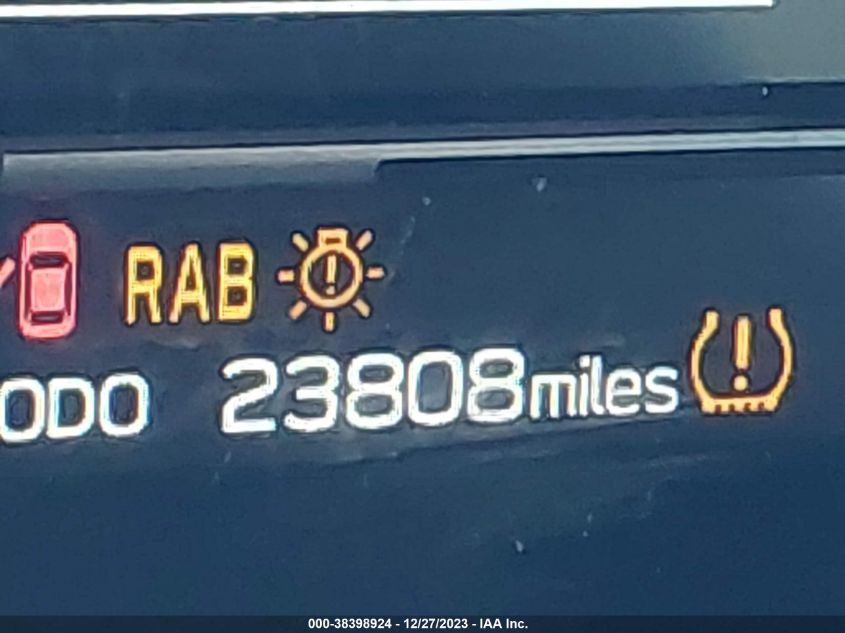 RAB
ODO 23808miles
000-38398924 - 12/27/2023 - IAA Inc.